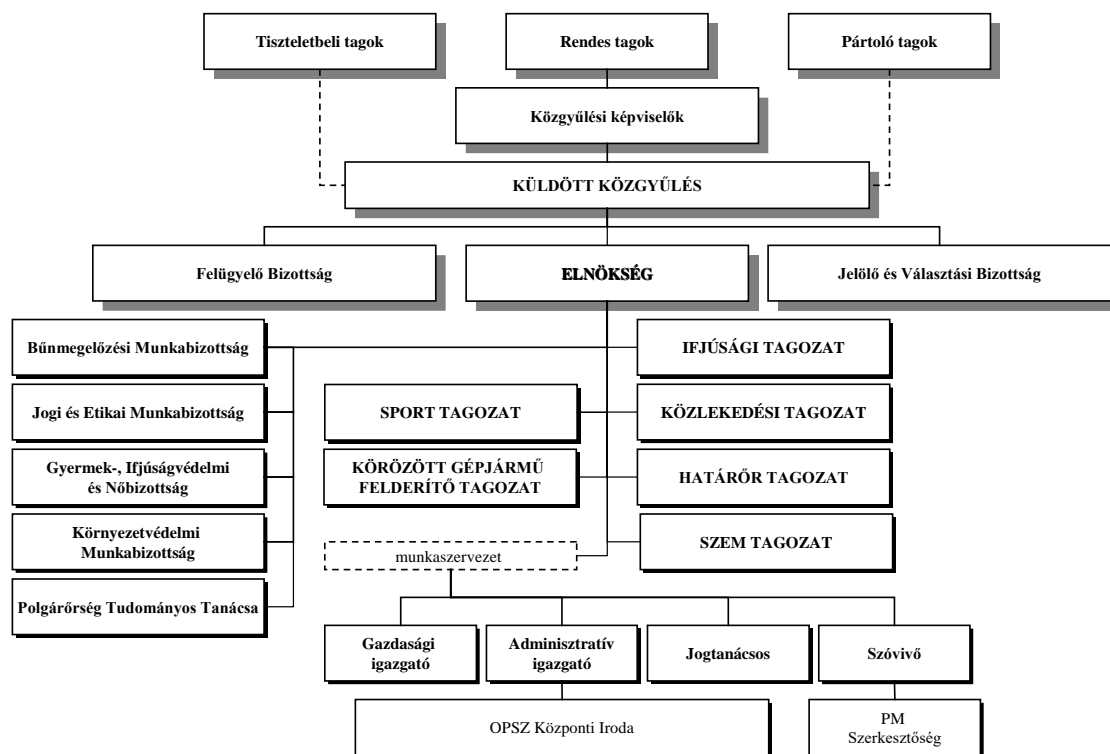 Tiszteletbeli tagok
Rendes tagok
Pártoló tagok
Közgyűlési képviselők
KÜLDÖTT KÖZGYŰLÉS
Felügyelő Bizottság
ELNÖKSÉG
Jelölő és Választási Bizottság
Bűnmegelőzési Munkabizottság
IFJÚSÁGI TAGOZAT
Jogi és Etikai Munkabizottság
SPORT TAGOZAT
KÖZLEKEDÉSI TAGOZAT
Gyermek-, Ifjúságvédelmi
és Nőbizottság
KÖRÖZÖTT GÉPJÁRMŰ
FELDERÍTŐ TAGOZAT
HATÁRŐR TAGOZAT
Környezetvédelmi
Munkabizottság
SZEM TAGOZAT
munkaszervezet
Polgárőrség Tudományos Tanácsa
Gazdasági
igazgató
Adminisztratív
igazgató
Jogtanácsos
Szóvivő
OPSZ Központi Iroda
PM
Szerkesztőség